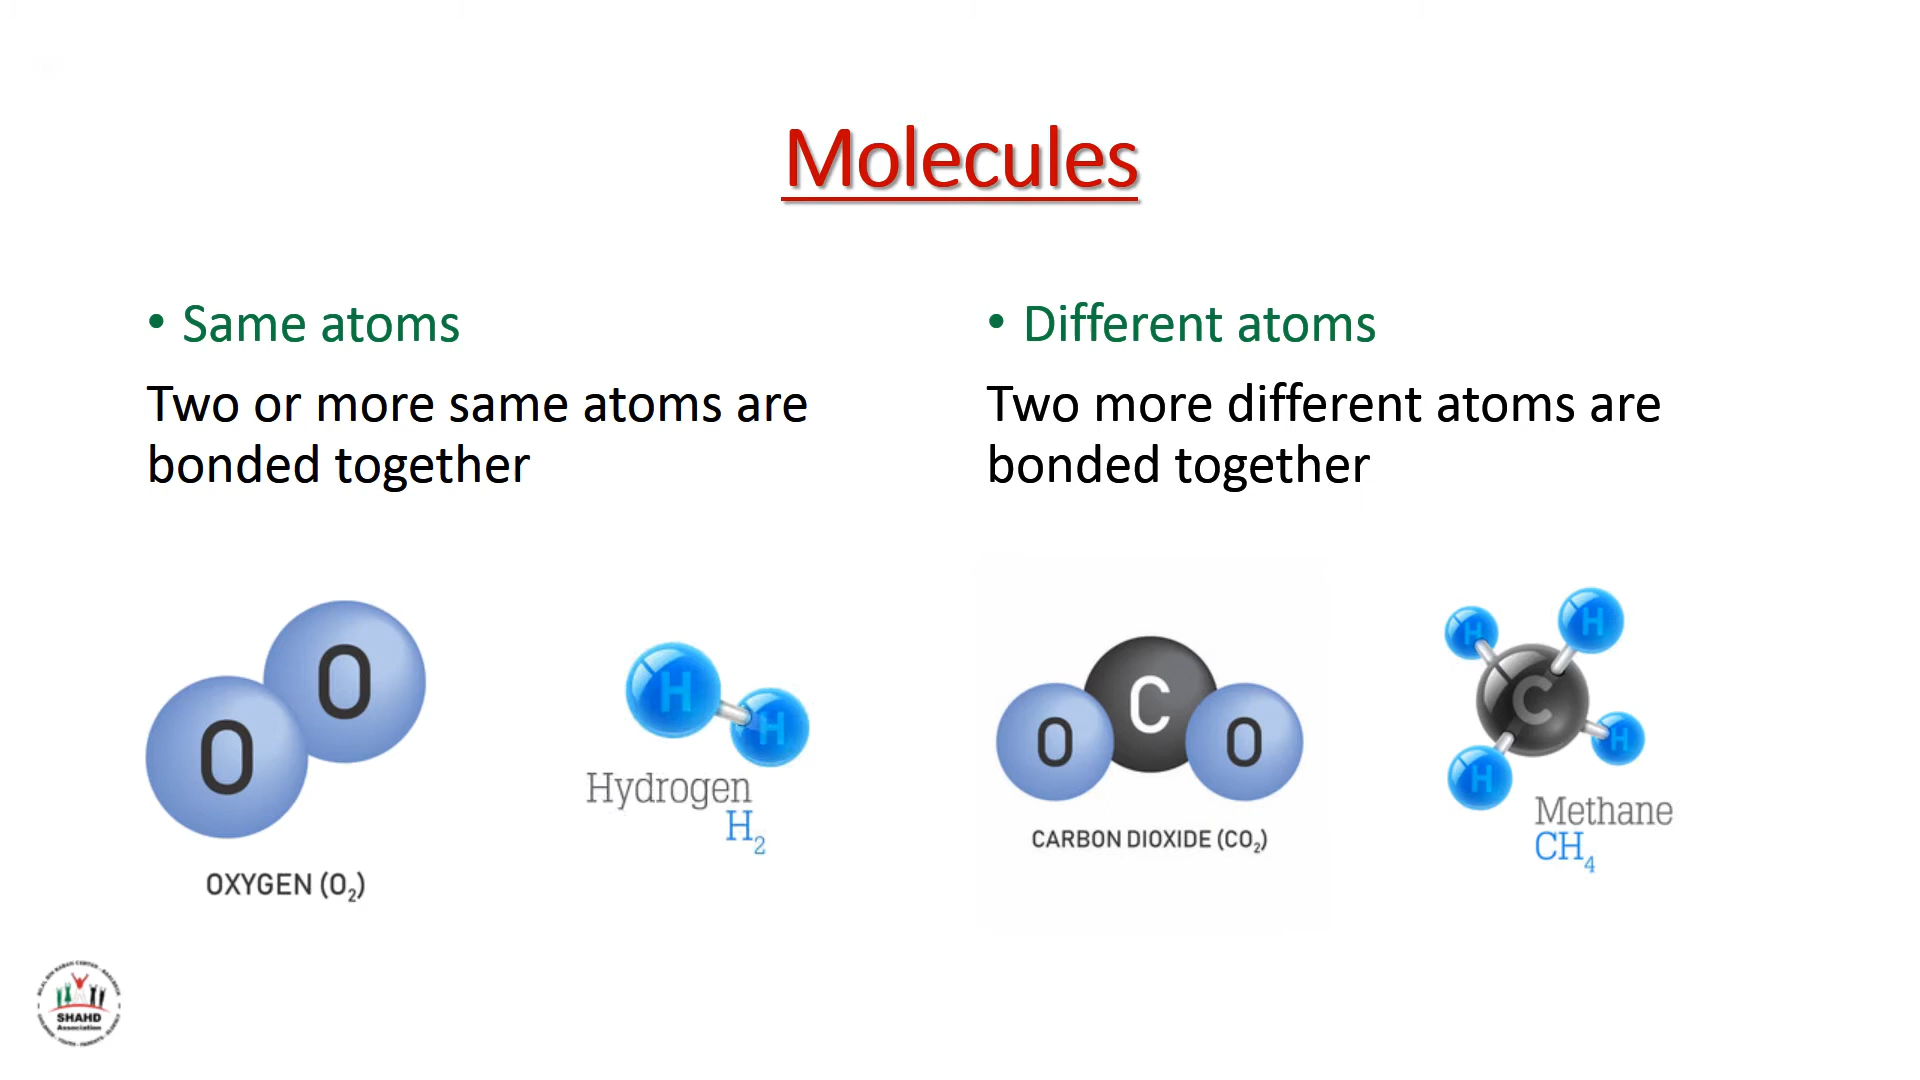 Molecules
• Same atoms
Two or more same atoms are
bonded together
• Different atoms
Two more different atoms are
bonded together
O
O
OXYGEN (O₂)
H
H
Hydrogen
H₂
O C O
CARBON DIOXIDE (CO₂)
H
H
C
H
H
Methane
CH₄
SHAHD
Association